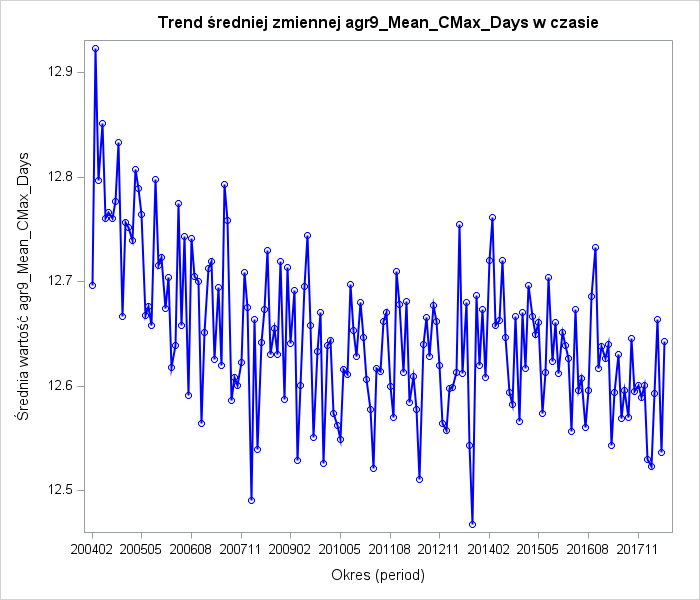 Trend średniej zmiennej agr9_Mean_CMax_Days w czasie
Średnia wartość agr9_Mean_CMax_Days
12.9
12.8
12.7
12.6
12.5
200402 200505 200608 200711 200902 201005 201108 201211 201402 201505 201608 201711
Okres (period)